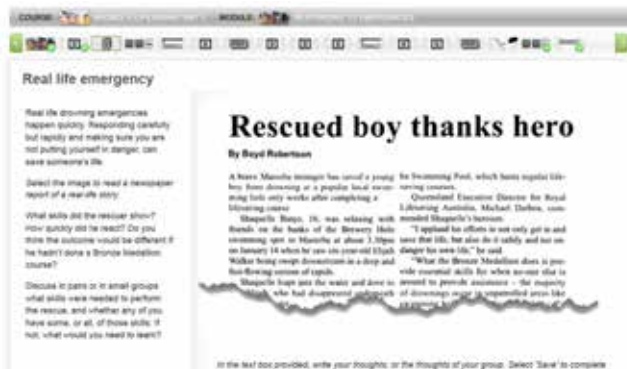 COURSE:
MODULE:
Real life emergency
Real life drowning emergencies
happen quickly. Responding carefully
but rapidly and making sure you are
not putting yourself in danger, can
save someone's life.
Select the image to read a newspaper
report of a real-life story.
What skills did the rescuer show?
How quickly did he react? Do you
think the outcome would be different if
he hadn't done a Bronze Medallion
course?
Discuss in pairs or in small groups
what skills were needed to perform
the rescue, and whether any of you
have some, or all, of those skills. If
not, what would you need to learn?
Rescued boy thanks hero
By Boyd Robertson
A brave Mareeba teenager has saved a young
boy from drowning at a popular local swim-
ming hole only weeks after completing a
lifesaving course.
Shaquelle Banjo, 16, was relaxing with
friends on the banks of the Brewery Hole
swimming spot in Mareeba at about 3.30pm
on January 14 when he saw six-year-old Elijah
Walker being swept downstream in a deep and
fast-flowing section of rapids.
Shaquelle leapt into the water and dove to
who had disappeared underneath
for Swimming Pool, which hosts regular life-
saving courses.
Queensland Executive Director for Royal
Lifesaving Australia, Michael Darben, com-
mended Shaquelle's heroism.
"I applaud his efforts to not only get in and
save that life, but also do it safely and not en-
danger his own life," he said.
"What the Bronze Medallion does is pro-
vide essential skills for when no-one else is
around to provide assistance – the majority
of drownings occur in uncontrolled areas like
In the text box provided, write your thoughts, or the thoughts of your group. Select 'Save' to complete